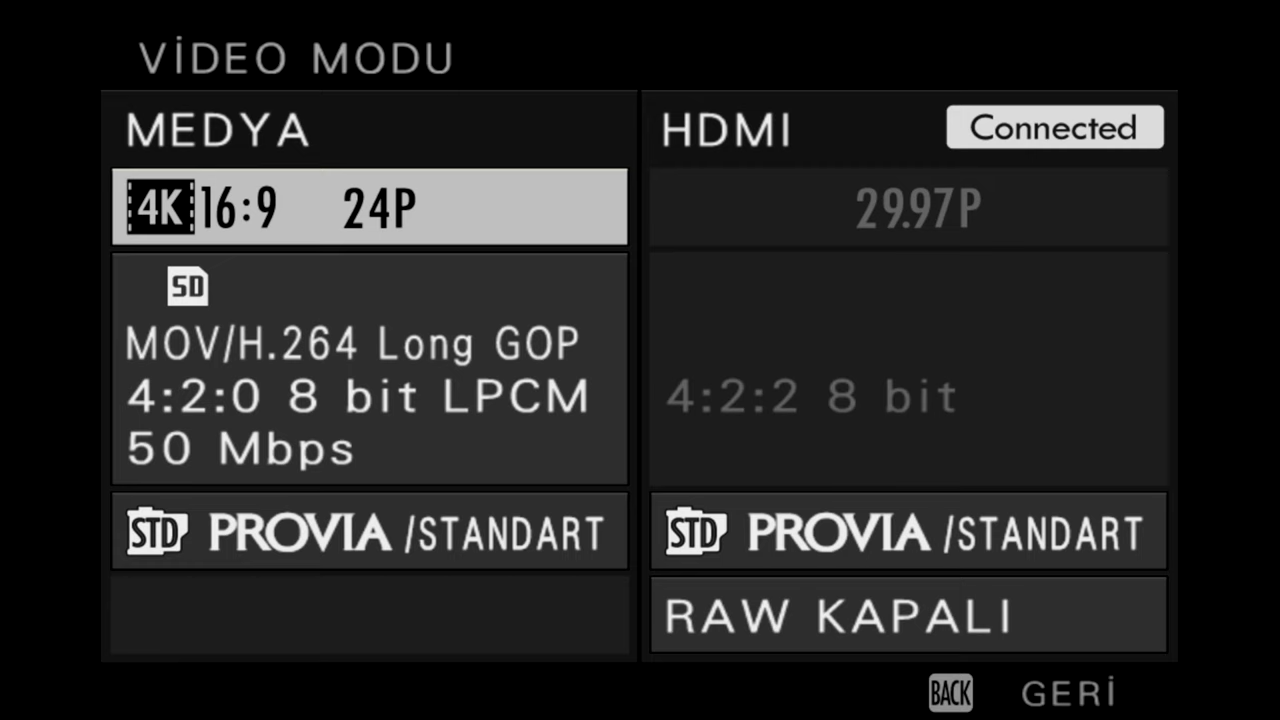 VİDEO MODU
MEDYA
4K 16:9 24P
SD
MOV/H.264 Long GOP
4:2:0 8 bit LPCM
50 Mbps
STD PROVIA /STANDART
HDMI Connected
29.97P
4:2:2 8 bit
STD PROVIA /STANDART
RAW KAPALI
BACK GERİ